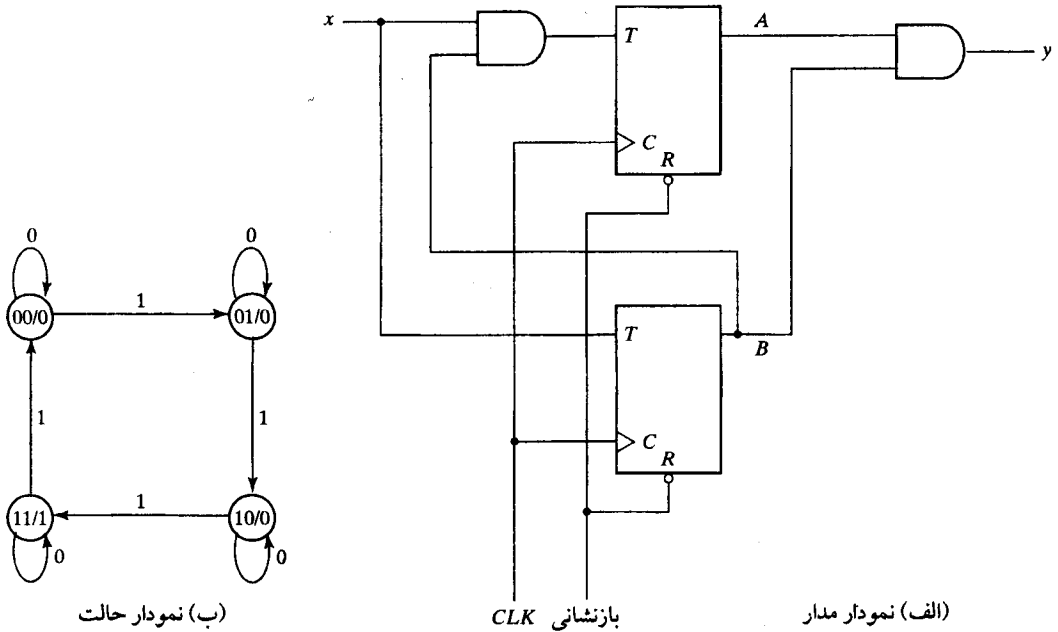 x
T
A
y
C
R
0
0
1
00/0
01/0
T
B
1
1
C
R
1
11/1
10/0
0
0
(ب) نمودار حالت
CLK
بازنشانی
(الف) نمودار مدار